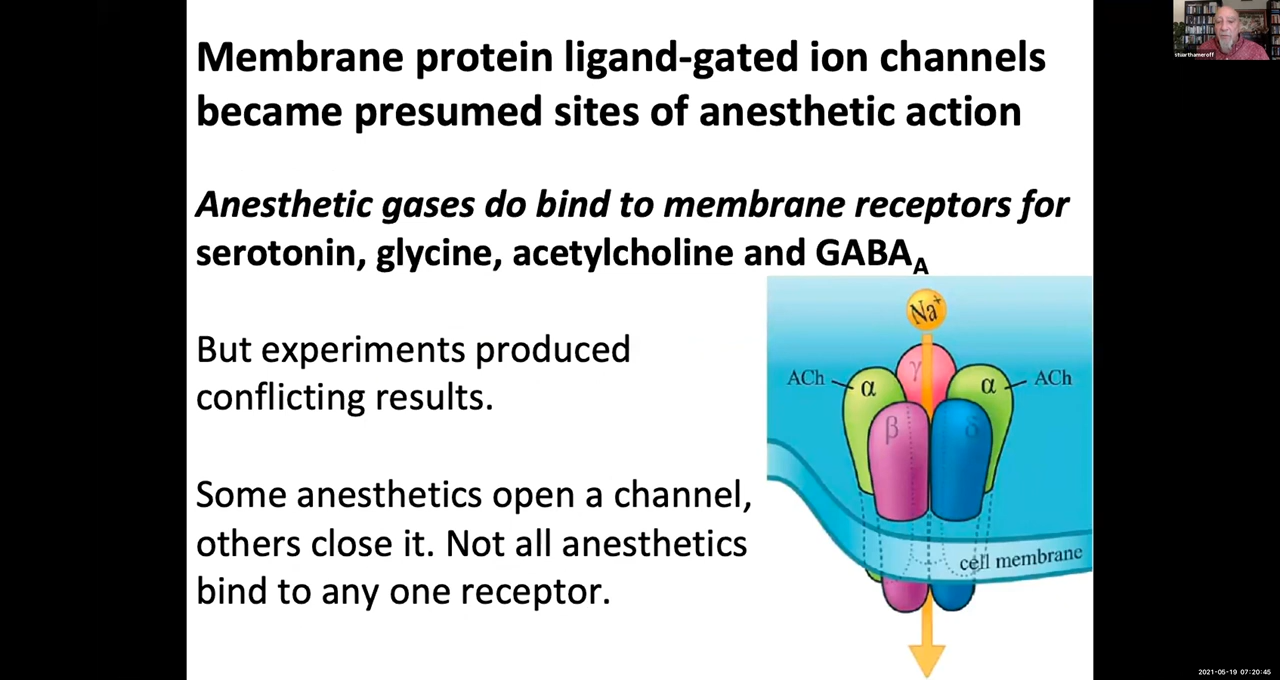 Membrane protein ligand-gated ion channels
became presumed sites of anesthetic action
Anesthetic gases do bind to membrane receptors for
serotonin, glycine, acetylcholine and GABAA
But experiments produced
conflicting results.
Some anesthetics open a channel,
others close it. Not all anesthetics
bind to any one receptor.
Na+
ACh
α
γ
α
ACh
β
δ
cell membrane
stuarthameroff
2021-05-19 07:20:45